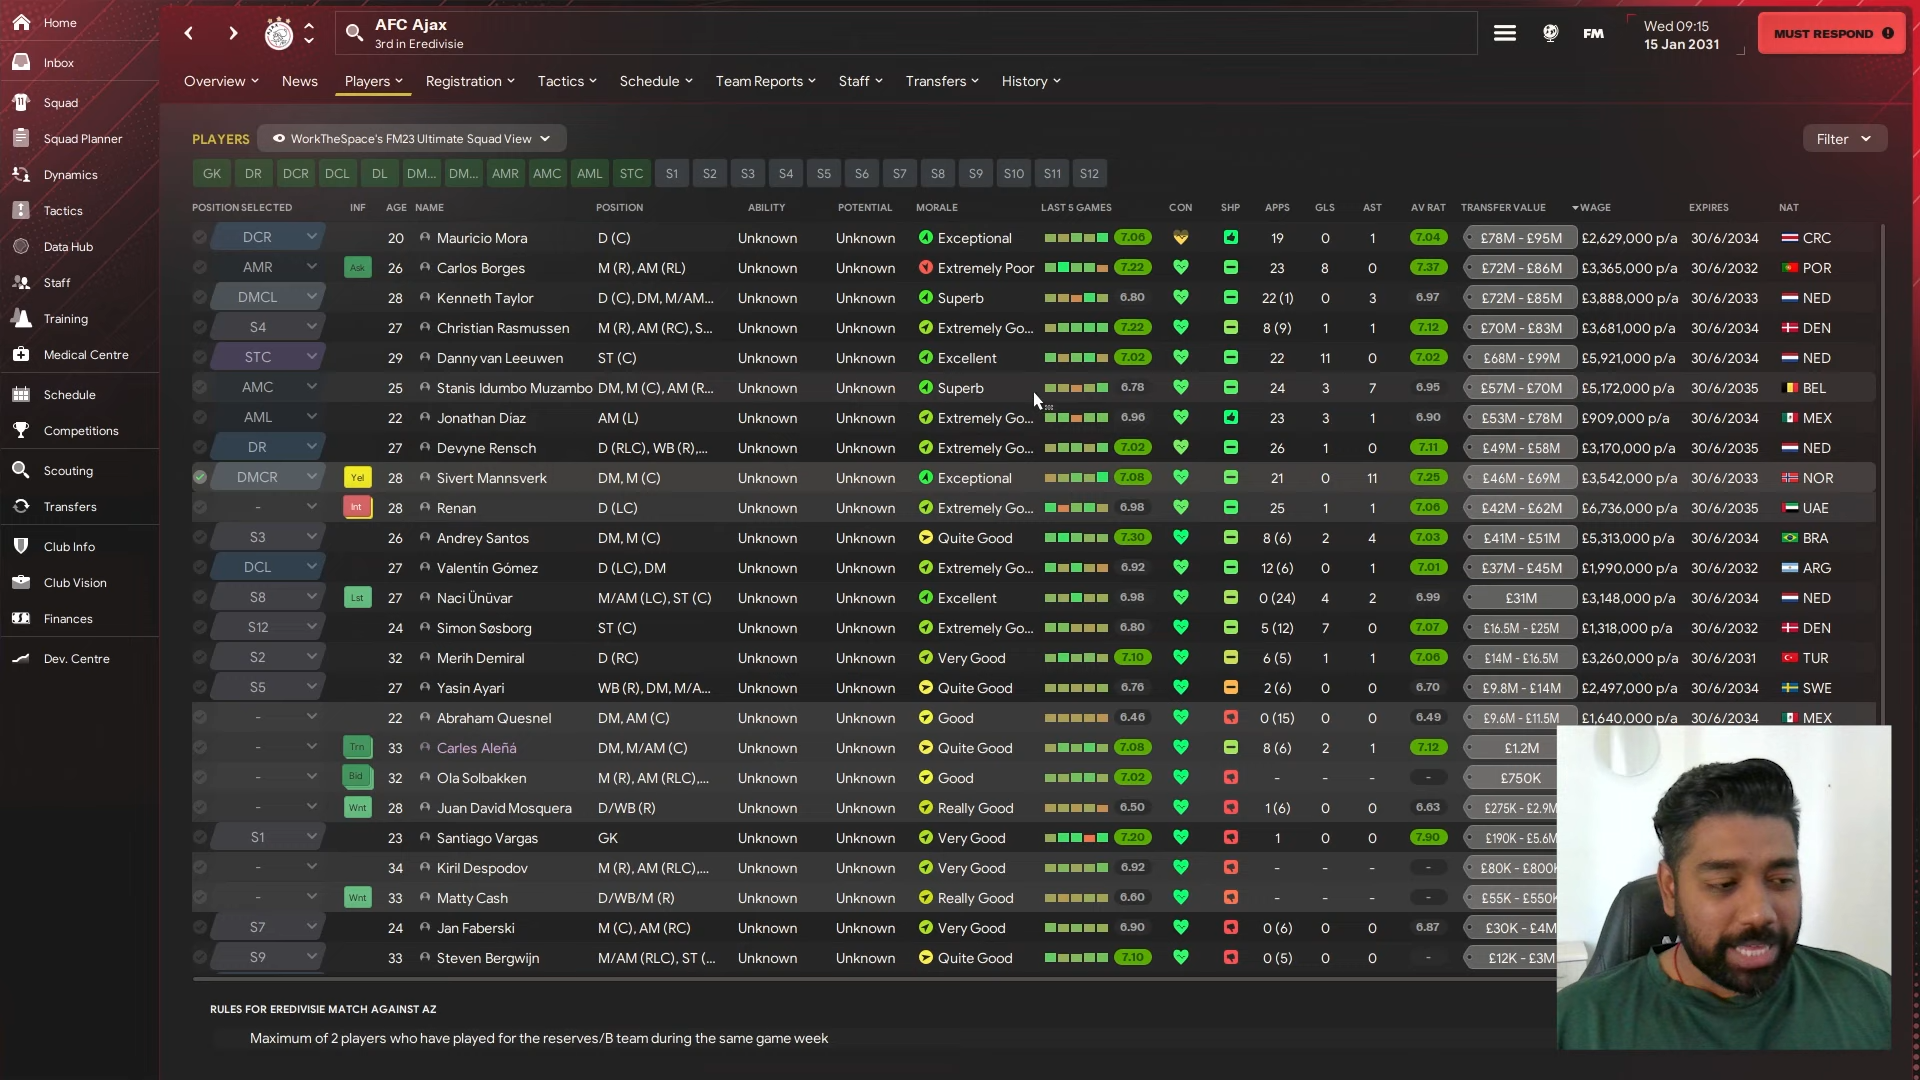 Home
Inbox
Squad
Squad Planner
Dynamics
Tactics
Data Hub
Staff
Training
Medical Centre
Schedule
Competitions
Scouting
Transfers
Club Info
Club Vision
Finances
Dev. Centre
AFC Ajax
3rd in Eredivisie
FM
Wed 09:15
15 Jan 2031
MUST RESPOND
Overview News Players Registration Tactics Schedule Team Reports Staff Transfers History
PLAYERS WorkTheSpace's FM23 Ultimate Squad View Filter
GK DR DCR DCL DL DM... DM... AMR AMC AML STC S1 S2 S3 S4 S5 S6 S7 S8 S9 S10 S11 S12
POSITION SELECTED INF AGE NAME POSITION ABILITY POTENTIAL MORALE LAST 5 GAMES CON SHP APPS GLS AST AV RAT TRANSFER VALUE WAGE EXPIRES NAT
DCR 20 Mauricio Mora D (C) Unknown Unknown Exceptional 7.06 19 0 1 7.04 £78M - £95M £2,629,000 p/a 30/6/2034 CRC
AMR Ask 26 Carlos Borges M (R), AM (RL) Unknown Unknown Extremely Poor 7.22 23 8 0 7.37 £72M - £86M £3,365,000 p/a 30/6/2032 POR
DMCL 28 Kenneth Taylor D (C), DM, M/AM... Unknown Unknown Superb 6.80 22 (1) 0 3 6.97 £72M - £85M £3,888,000 p/a 30/6/2033 NED
S4 27 Christian Rasmussen M (R), AM (RC), S... Unknown Unknown Extremely Go... 7.22 8 (9) 1 1 7.12 £70M - £83M £3,681,000 p/a 30/6/2034 DEN
STC 29 Danny van Leeuwen ST (C) Unknown Unknown Excellent 7.02 22 11 0 7.02 £68M - £99M £5,921,000 p/a 30/6/2034 NED
AMC 25 Stanis Idumbo Muzambo DM, M (C), AM (R... Unknown Unknown Superb 6.78 24 3 7 6.95 £57M - £70M £5,172,000 p/a 30/6/2035 BEL
AML 22 Jonathan Díaz AM (L) Unknown Unknown Extremely Go... 6.96 23 3 1 6.90 £53M - £78M £909,000 p/a 30/6/2034 MEX
DR 27 Devyne Rensch D (RLC), WB (R),... Unknown Unknown Extremely Go... 7.02 26 1 0 7.11 £49M - £58M £3,170,000 p/a 30/6/2034 NED
DMCR Yel 28 Sivert Mannsverk DM, M (C) Unknown Unknown Exceptional 7.08 21 0 11 7.25 £46M - £69M £3,542,000 p/a 30/6/2033 NOR
- Int 28 Renan D (LC) Unknown Unknown Extremely Go... 6.98 25 1 1 7.06 £42M - £62M £6,736,000 p/a 30/6/2035 UAE
S3 26 Andrey Santos DM, M (C) Unknown Unknown Quite Good 7.30 8 (6) 2 4 7.03 £41M - £51M £5,313,000 p/a 30/6/2034 BRA
DCL 27 Valentín Gómez D (LC), DM Unknown Unknown Extremely Go... 6.92 12 (6) 0 1 7.01 £37M - £45M £1,990,000 p/a 30/6/2032 ARG
S8 Lst 27 Naci Ünüvar M/AM (LC), ST (C) Unknown Unknown Excellent 6.98 0 (24) 4 2 6.99 £31M £3,148,000 p/a 30/6/2034 NED
S12 24 Simon Søsborg ST (C) Unknown Unknown Extremely Go... 6.80 5 (12) 7 0 7.07 £16.5M - £25M £1,318,000 p/a 30/6/2032 DEN
S2 32 Merih Demiral D (RC) Unknown Unknown Very Good 7.10 6 (5) 1 1 7.06 £14M - £16.5M £3,260,000 p/a 30/6/2031 TUR
S5 27 Yasin Ayari WB (R), DM, M/A... Unknown Unknown Quite Good 6.76 2 (6) 0 0 6.70 £9.8M - £14M £2,497,000 p/a 30/6/2034 SWE
- 22 Abraham Quesnel DM, AM (C) Unknown Unknown Good 6.46 0 (15) 0 0 6.49 £9.6M - £11.5M £1,640,000 p/a 30/6/2034 MEX
- Trn 33 Carles Aleñá DM, M/AM (C) Unknown Unknown Quite Good 7.08 8 (6) 2 1 7.12 £1.2M
- Bid 32 Ola Solbakken M (R), AM (RLC),... Unknown Unknown Good 7.02 - - - - £750K
- Wnt 28 Juan David Mosquera D/WB (R) Unknown Unknown Really Good 6.50 1 (6) 0 0 6.63 £275K - £2.9M
S1 23 Santiago Vargas GK Unknown Unknown Very Good 7.20 1 0 0 7.90 £190K - £5.6M
- 34 Kiril Despodov M (R), AM (RLC),... Unknown Unknown Very Good 6.92 - - - - £80K - £800K
- Wnt 33 Matty Cash D/WB/M (R) Unknown Unknown Really Good 6.60 - - - - £55K - £550K
S7 24 Jan Faberski M (C), AM (RC) Unknown Unknown Very Good 6.90 0 (6) 0 0 6.87 £30K - £4M
S9 33 Steven Bergwijn M/AM (RLC), ST (... Unknown Unknown Quite Good 7.10 0 (5) 0 0 - £12K - £3M
RULES FOR EREDIVISIE MATCH AGAINST AZ
Maximum of 2 players who have played for the reserves/B team during the same game week